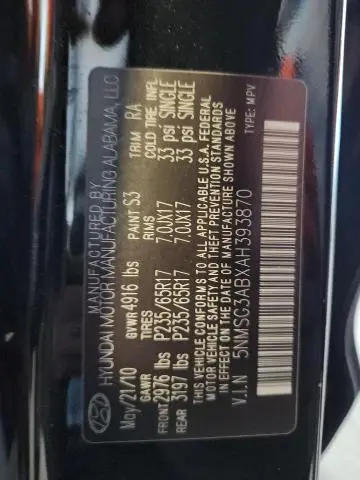 MANUFACTURED BY
HYUNDAI MOTOR MANUFACTURING ALABAMA, LLC
May/21/10 GVWR 4916 lbs PAINT S3 TRIM RA
GAWR TIRES RIMS COLD TIRE INF.
FRONT 2976 lbs P235/65R17 7.0JX17 33 psi SINGLE
REAR 3197 lbs P235/65R17 7.0JX17 33 psi SINGLE
THIS VEHICLE CONFORMS TO ALL APPLICABLE U.S.A. FEDERAL
MOTOR VEHICLE SAFETY AND THEFT PREVENTION STANDARDS
IN EFFECT ON THE DATE OF MANUFACTURE SHOWN ABOVE
V.I.N 5NMSG3ABXAH393870 TYPE: MPV